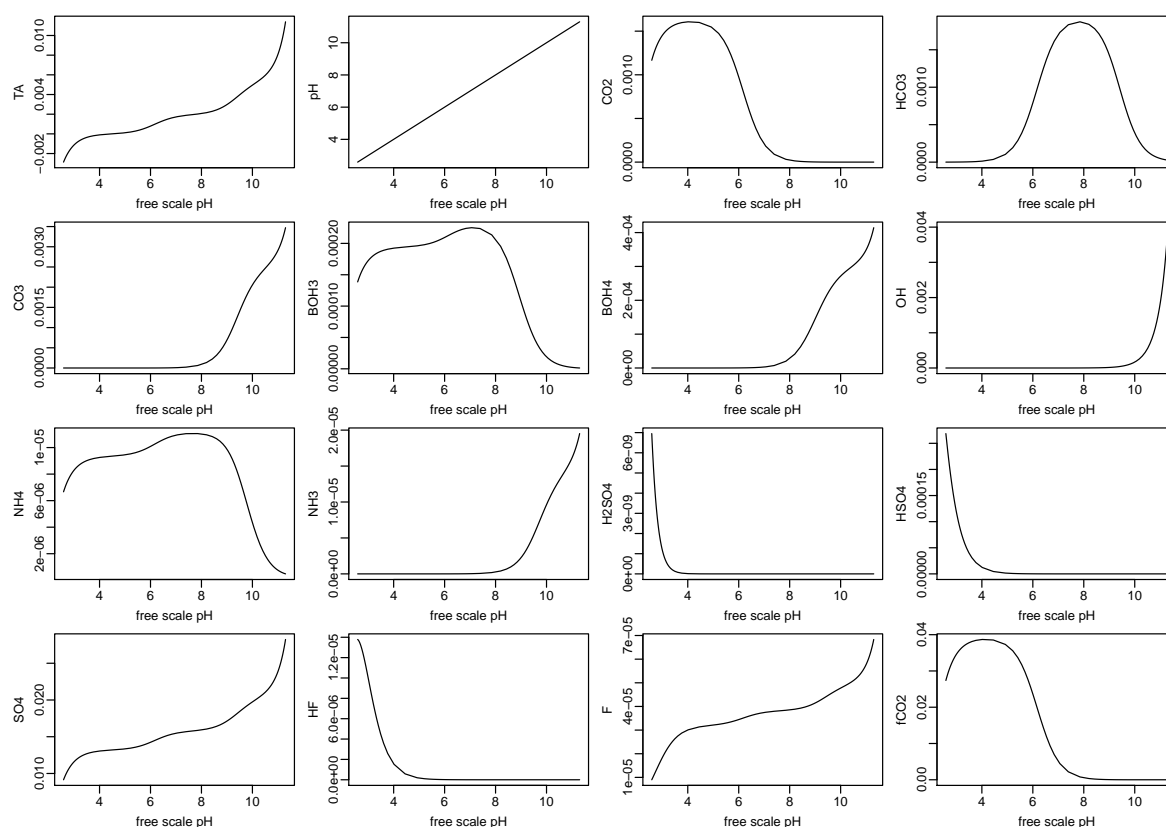 TA
0.010
0.004
−0.002
4 6 8 10
free scale pH
pH
10
8
6
4
4 6 8 10
free scale pH
CO2
0.0010
0.0000
4 6 8 10
free scale pH
HCO3
0.0010
0.0000
4 6 8 10
free scale pH
CO3
0.0030
0.0015
0.0000
4 6 8 10
free scale pH
BOH3
0.00020
0.00010
0.00000
4 6 8 10
free scale pH
BOH4
4e−04
2e−04
0e+00
4 6 8 10
free scale pH
OH
0.004
0.002
0.000
4 6 8 10
free scale pH
NH4
1e−05
6e−06
2e−06
4 6 8 10
free scale pH
NH3
2.0e−05
1.0e−05
0.0e+00
4 6 8 10
free scale pH
H2SO4
6e−09
3e−09
0e+00
4 6 8 10
free scale pH
HSO4
0.00015
0.00000
4 6 8 10
free scale pH
SO4
0.020
0.010
4 6 8 10
free scale pH
HF
1.2e−05
6.0e−06
0.0e+00
4 6 8 10
free scale pH
F
7e−05
4e−05
1e−05
4 6 8 10
free scale pH
fCO2
0.04
0.02
0.00
4 6 8 10
free scale pH